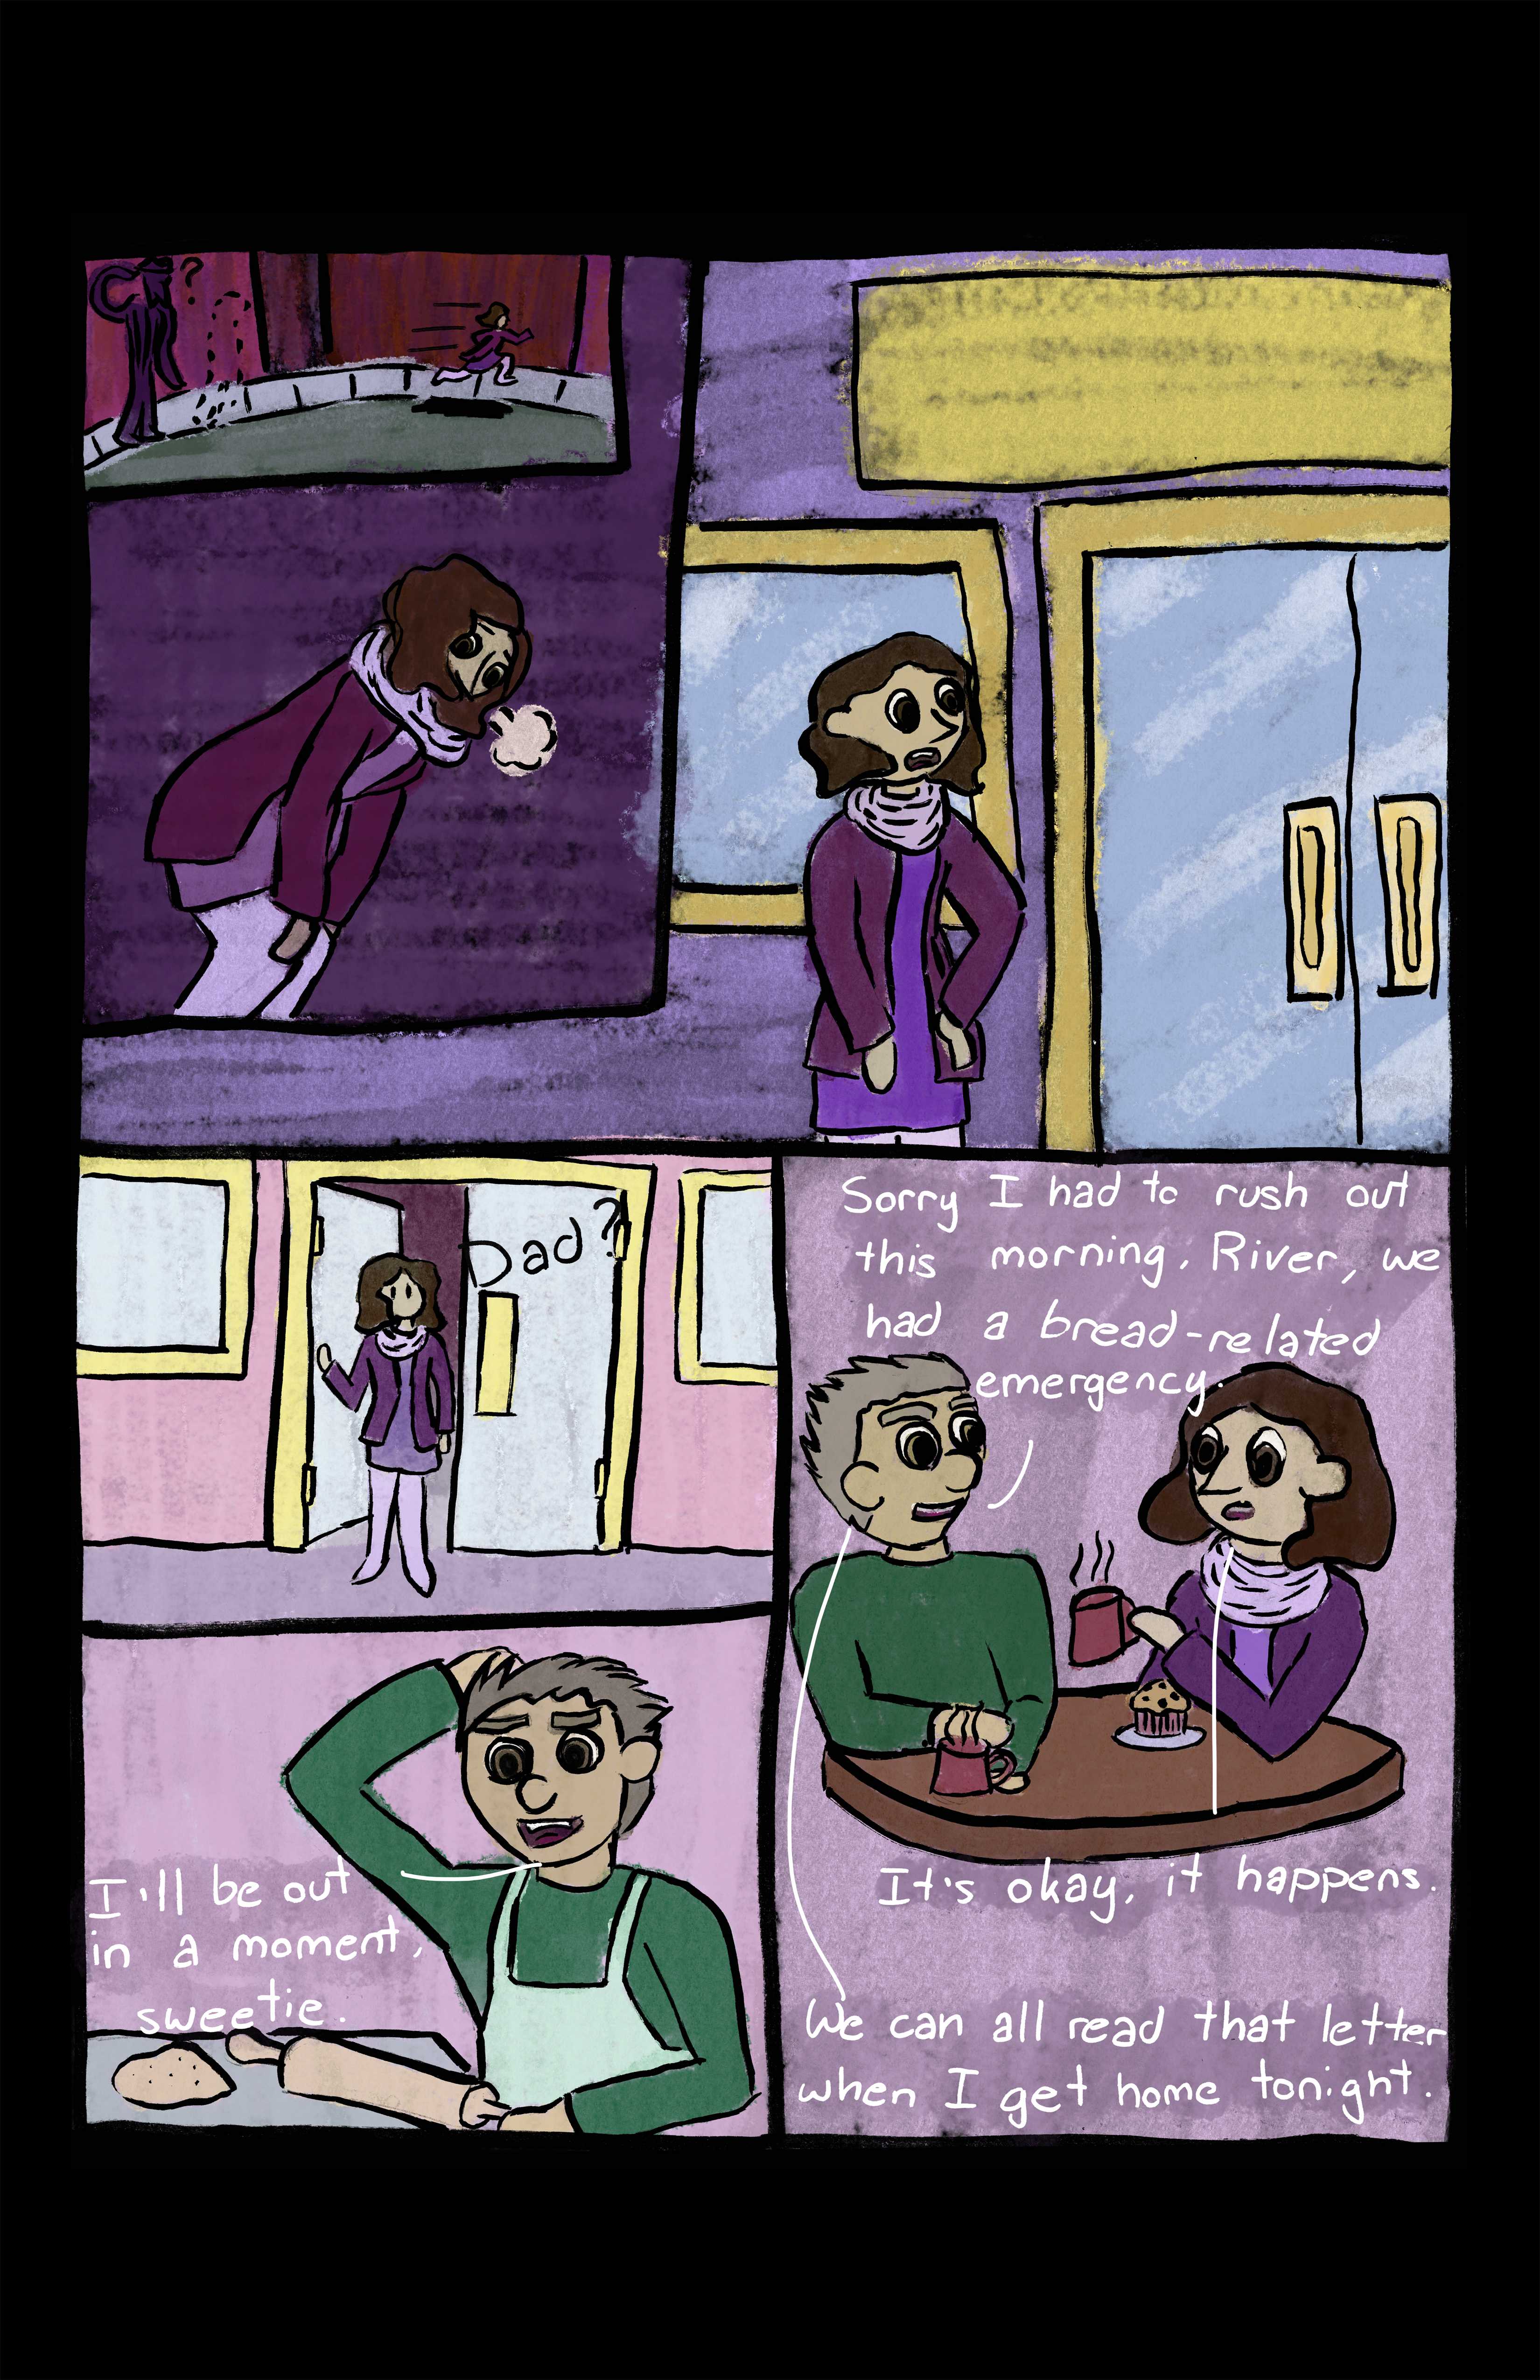 ?
Dad?
I'll be out
in a moment,
sweetie.
Sorry I had to rush out
this morning, River, we
had a bread-related
emergency.
It's okay, it happens.
We can all read that letter
when I get home tonight.